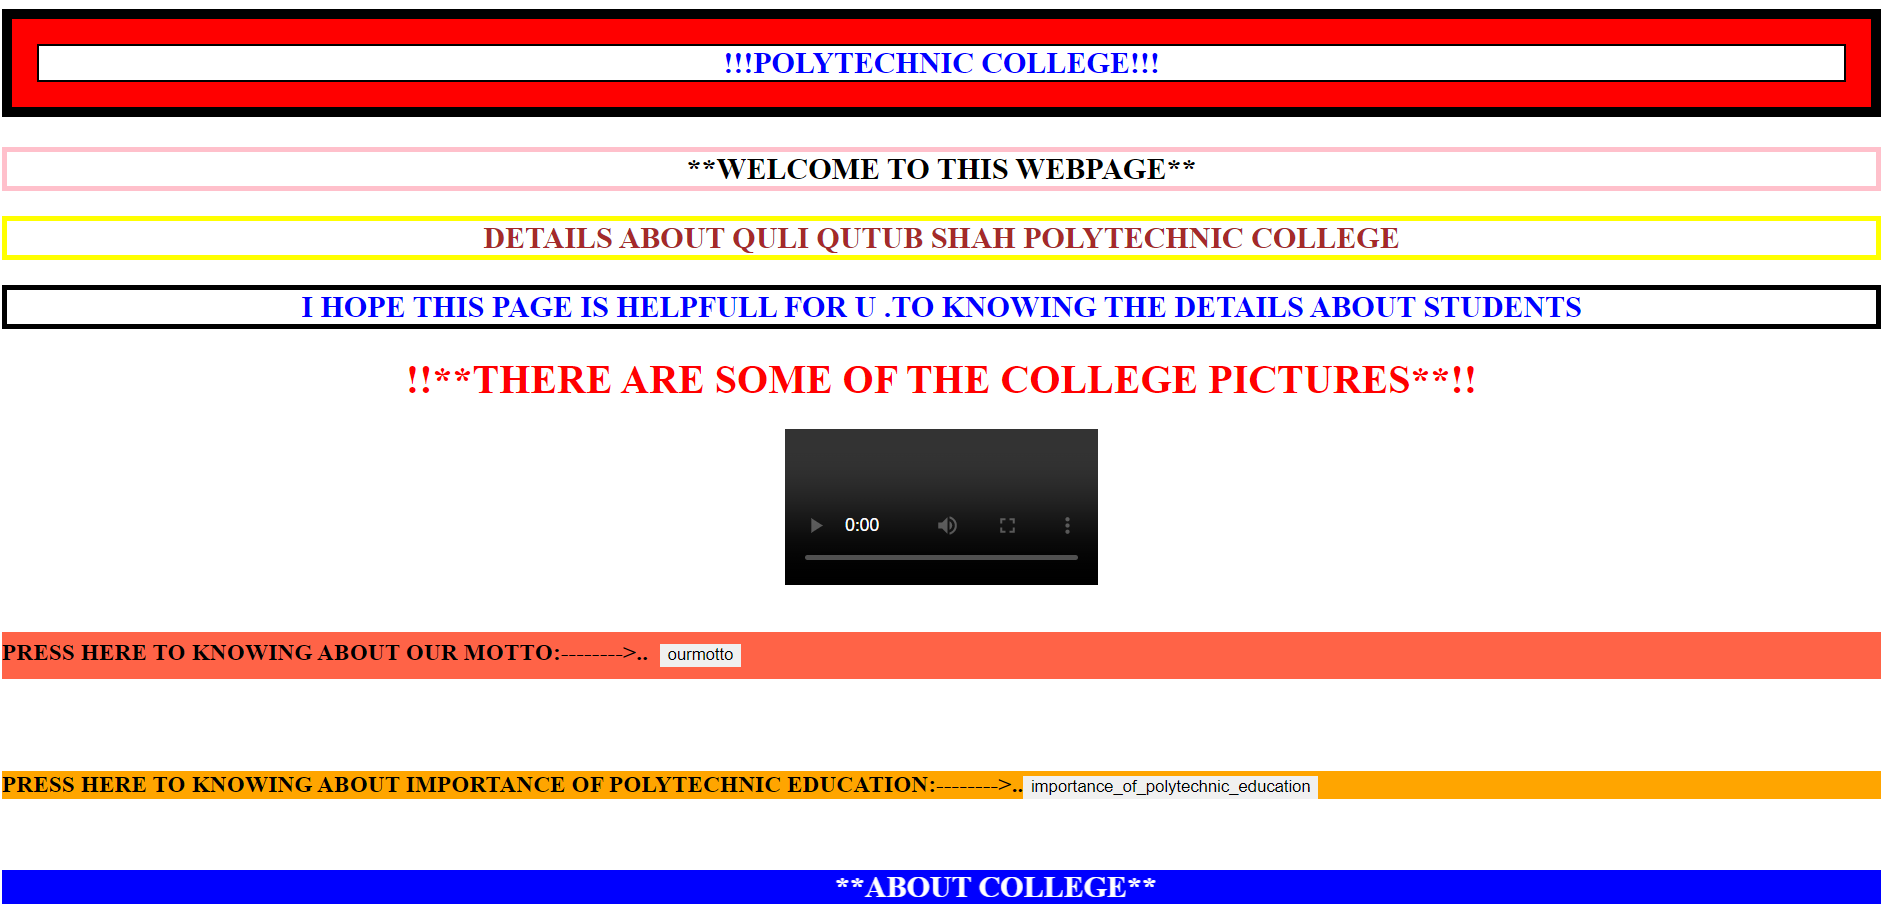 !!!POLYTECHNIC COLLEGE!!!
**WELCOME TO THIS WEBPAGE**
DETAILS ABOUT QULI QUTUB SHAH POLYTECHNIC COLLEGE
I HOPE THIS PAGE IS HELPFULL FOR U .TO KNOWING THE DETAILS ABOUT STUDENTS
!!**THERE ARE SOME OF THE COLLEGE PICTURES**!!
0:00
PRESS HERE TO KNOWING ABOUT OUR MOTTO:-------->.. ourmotto
PRESS HERE TO KNOWING ABOUT IMPORTANCE OF POLYTECHNIC EDUCATION:-------->..importance_of_polytechnic_education
**ABOUT COLLEGE**